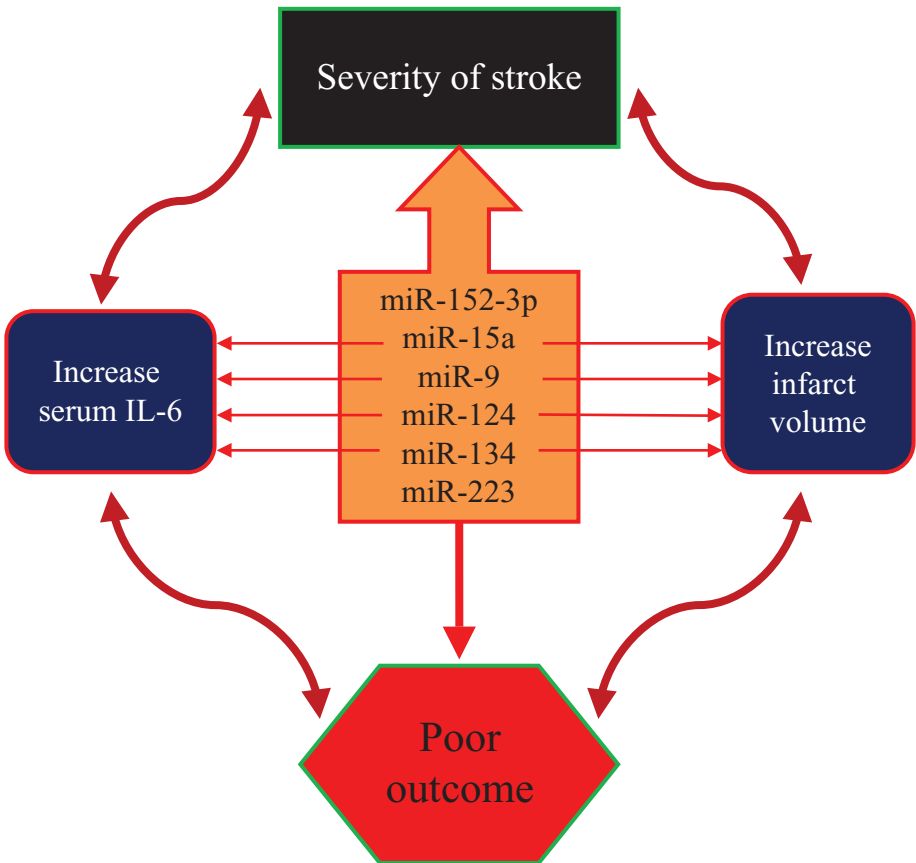 Severity of stroke
miR-152-3p
miR-15a
miR-9
miR-124
miR-134
miR-223
Increase
serum IL-6
Increase
infarct
volume
Poor
outcome